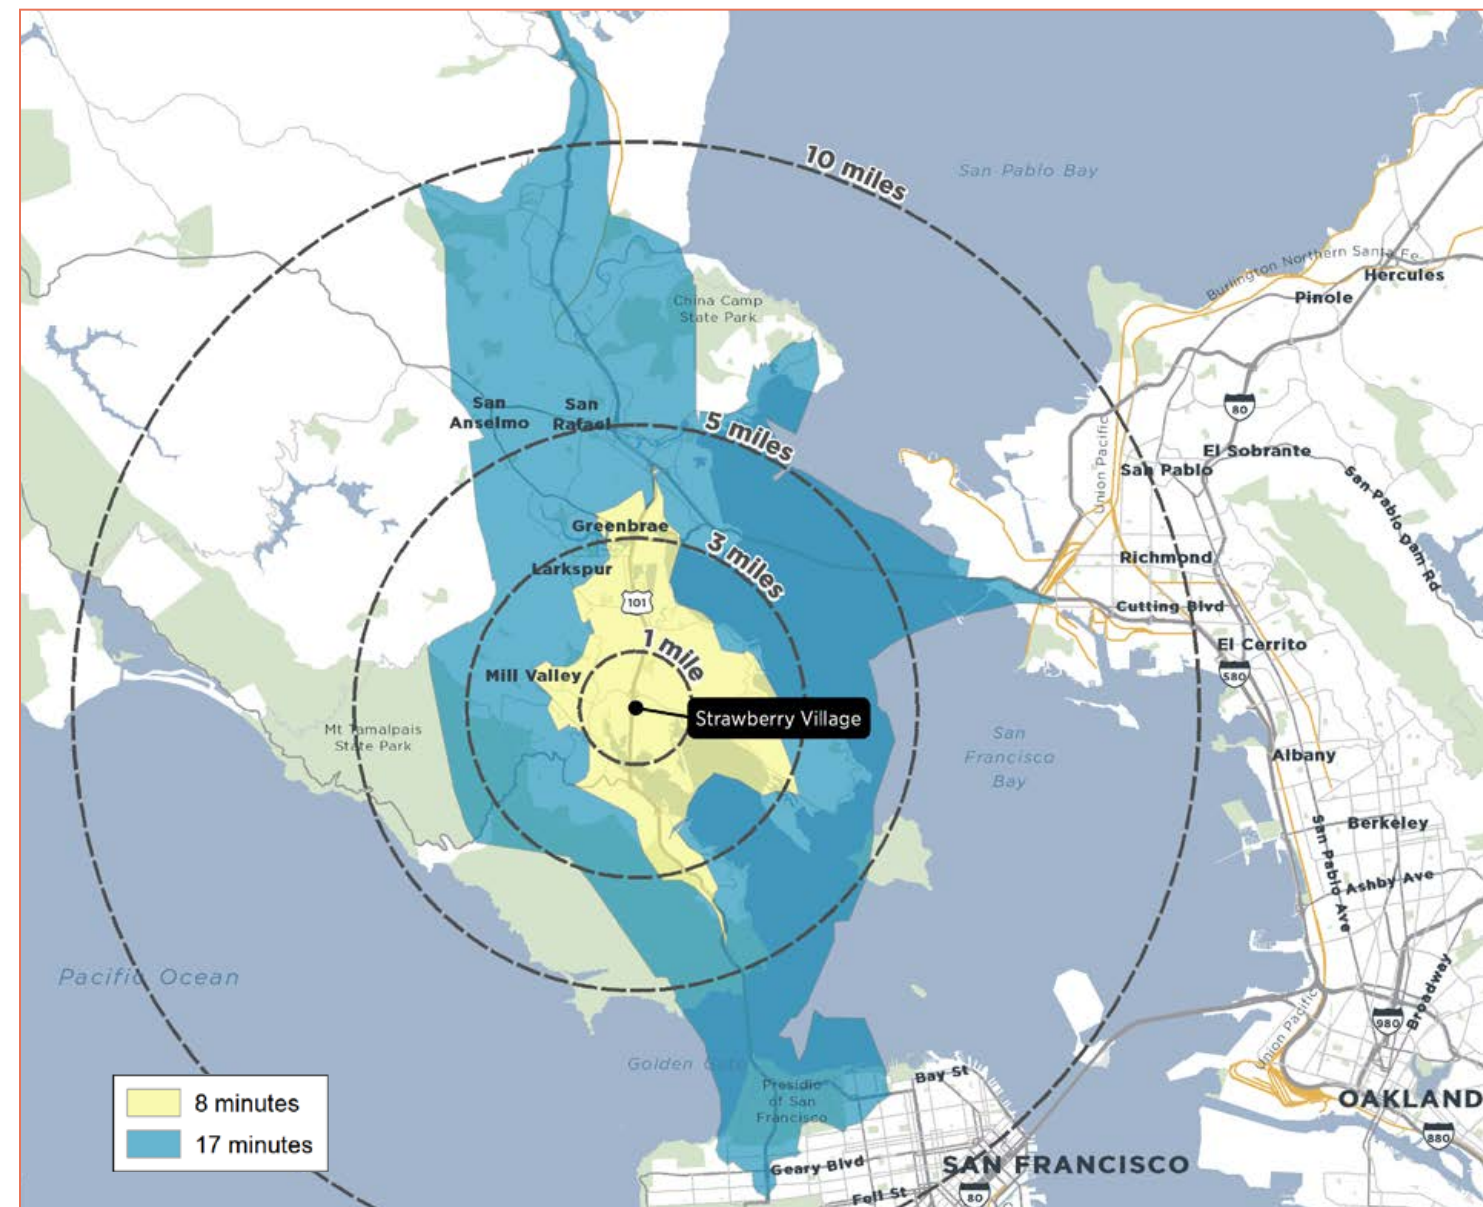 10 miles
San Pablo Bay
Burlington Northern Santa Fe
Hercules
Pinole
China Camp
State Park
80
San
Anselmo
San
Rafael
5 miles
Union Pacific
El Sobrante
San Pablo
San Pablo Dam Rd
Greenbrae
3 miles
Larkspur
Richmond
101
Cutting Blvd
1 mile
El Cerrito
Mill Valley
580
Strawberry Village
Mt Tamalpais
State Park
San
Francisco
Bay
Albany
San Pablo Ave
Berkeley
Ashby Ave
Pacific Ocean
Broadway
980
Union Pacific
Golden Gate
Presidio
of San
Francisco
Bay St
OAKLAND
880
8 minutes
17 minutes
Geary Blvd
SAN FRANCISCO
Fell St
80